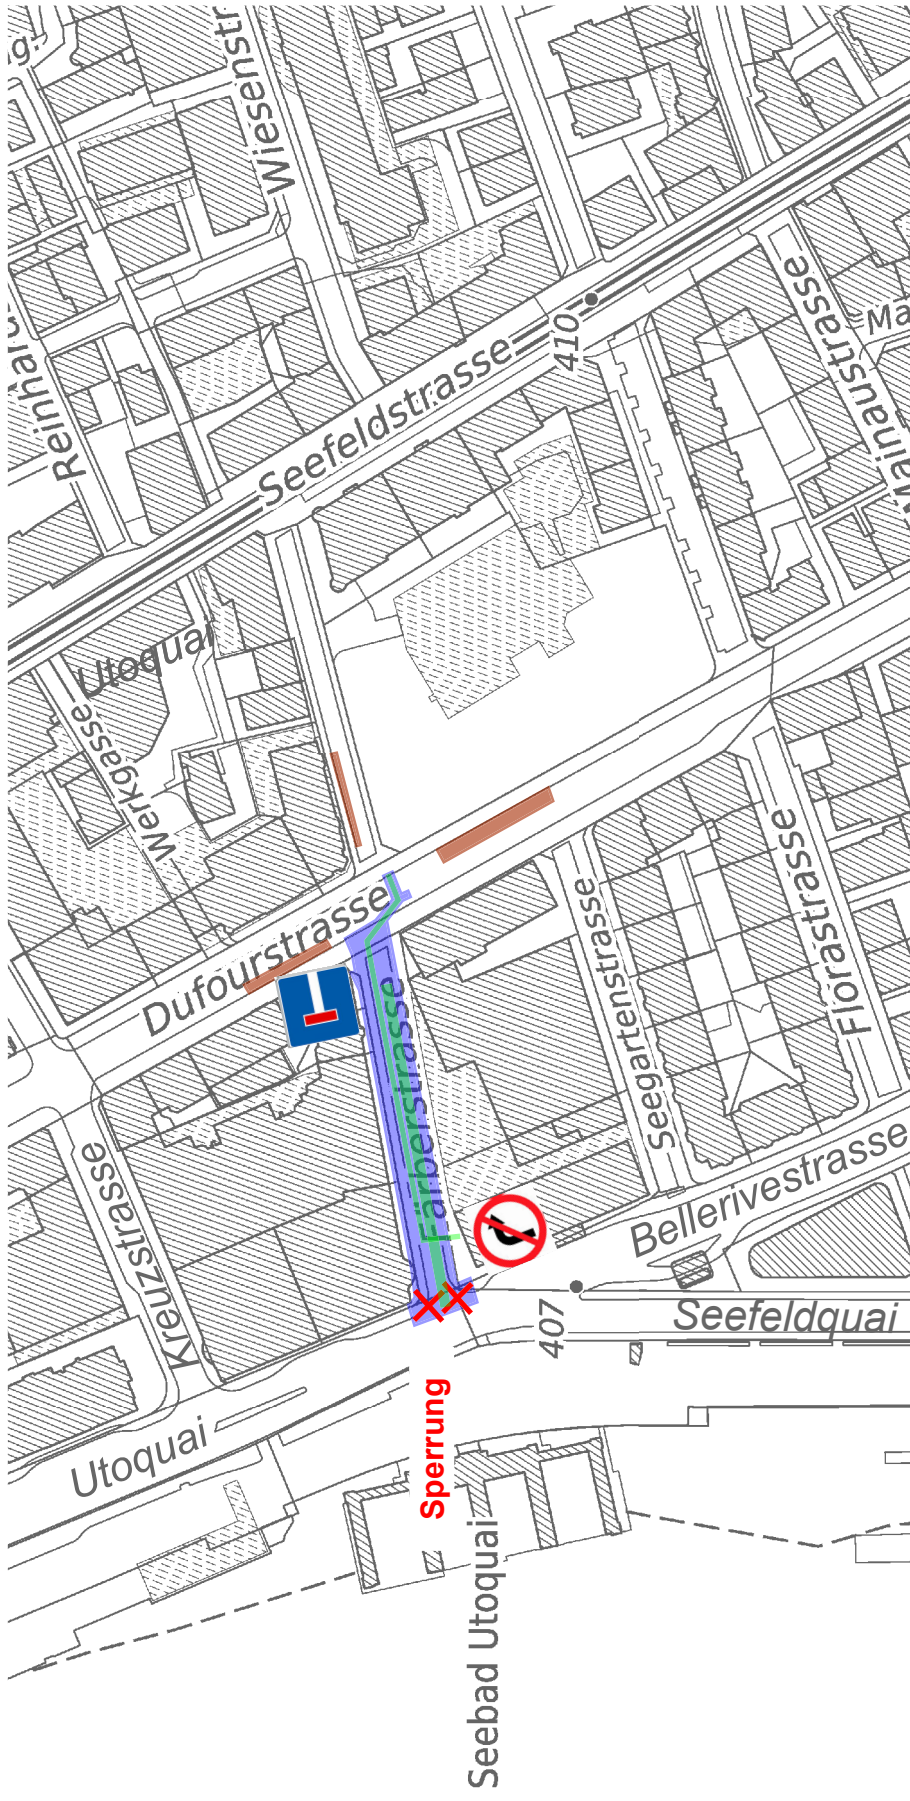 Wiesenstr
g.
Reinhard
Seefeldstrasse
410
Mainaustrasse
Ma
Utoquai
Werkgasse
Dufourstrasse
Färberstrasse
Seegartenstrasse
Florastrasse
Kreuzstrasse
Bellerivestrasse
Seefeldquai
407
Utoquai
Sperrung
Seebad Utoquai